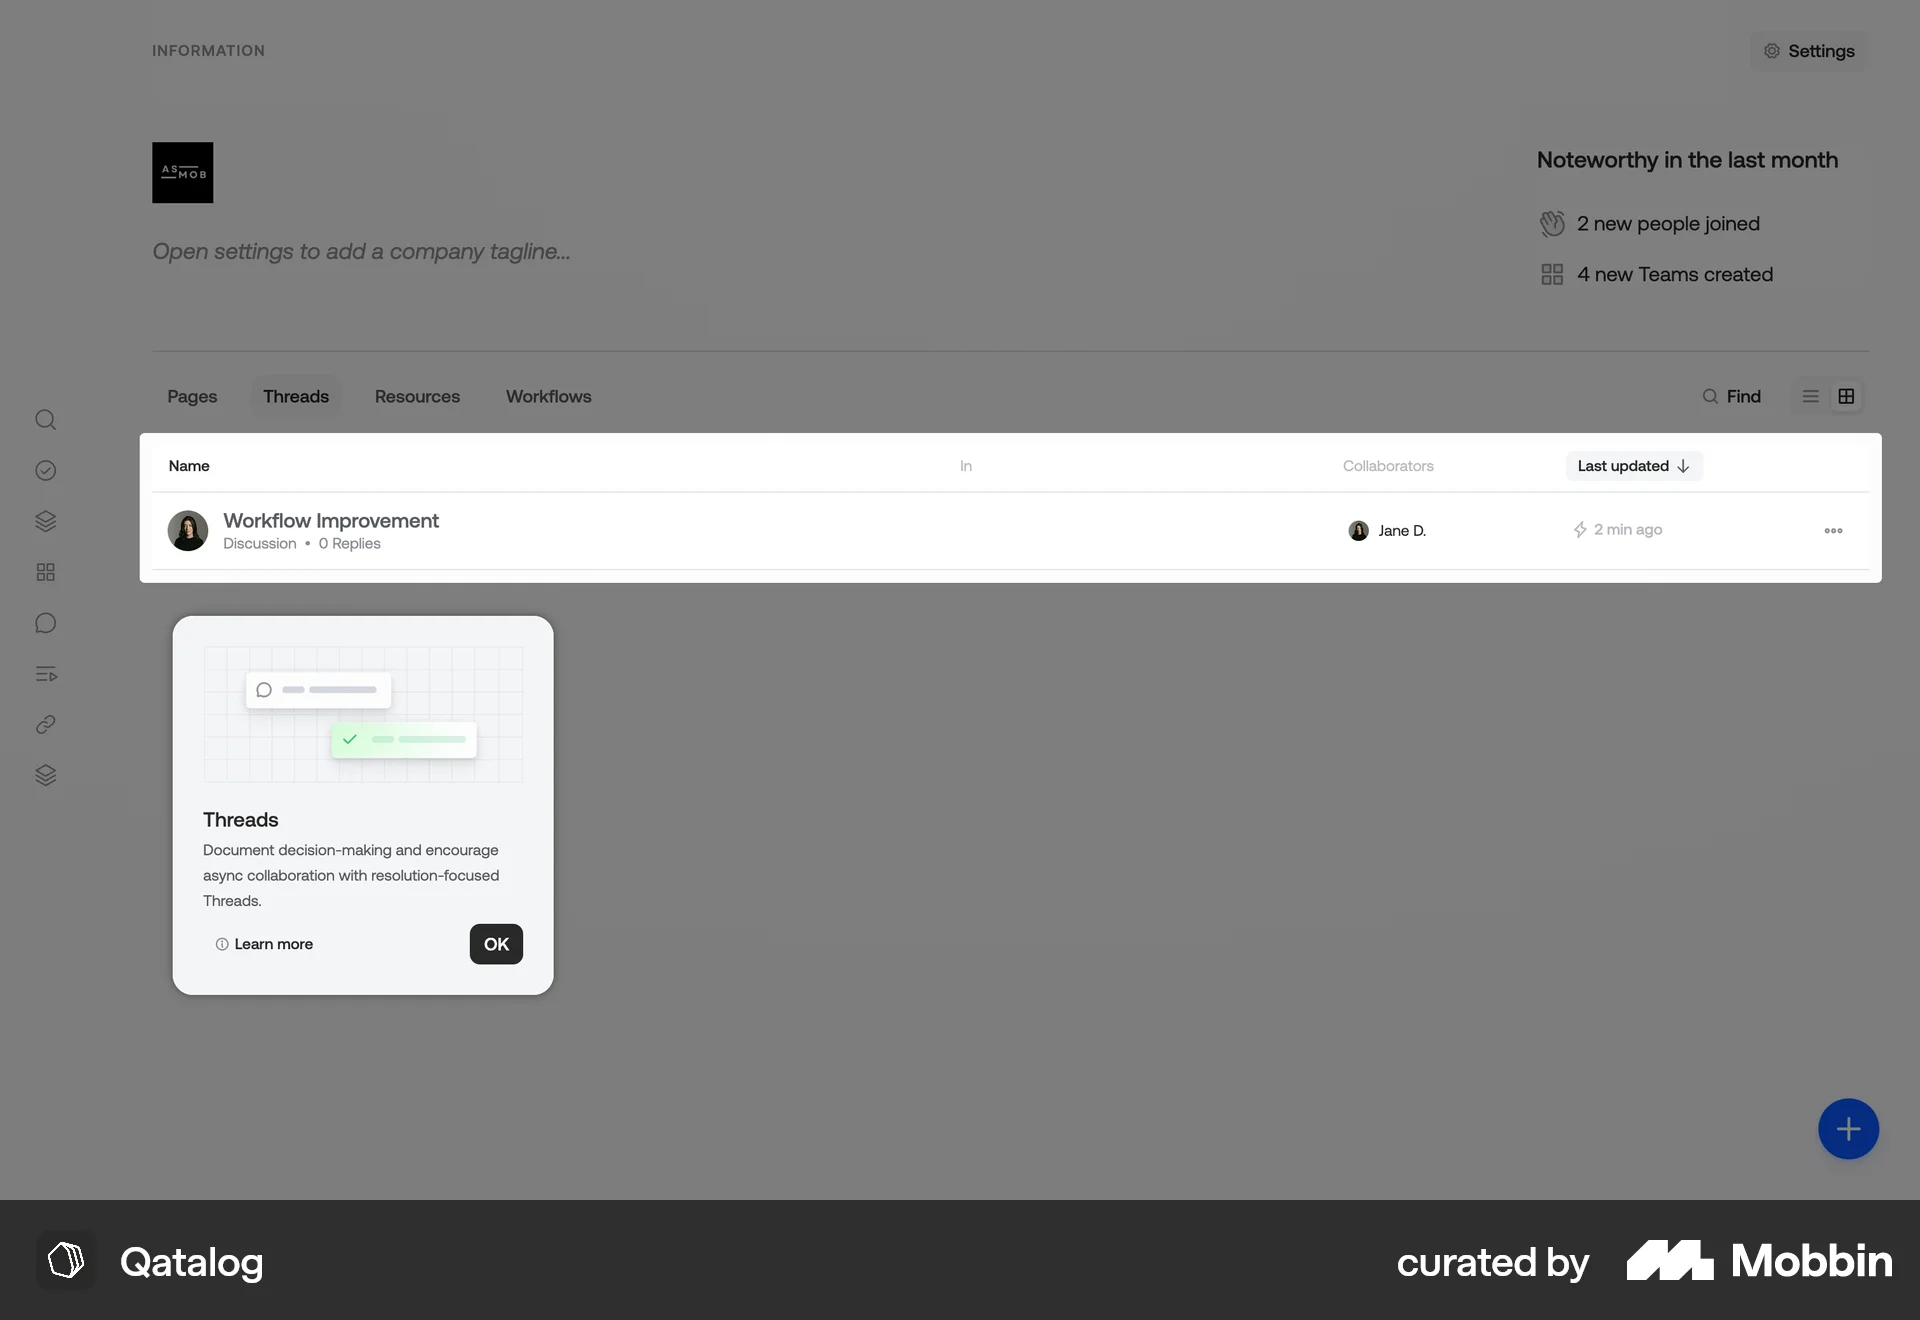 INFORMATION
Settings
AS
MOB
Open settings to add a company tagline...
Noteworthy in the last month
2 new people joined
4 new Teams created
Pages Threads Resources Workflows
Find
Name In Collaborators Last updated
Workflow Improvement
Discussion • 0 Replies
Jane D.
2 min ago
Threads
Document decision-making and encourage
async collaboration with resolution-focused
Threads.
Learn more
OK
Qatalog
curated by Mobbin